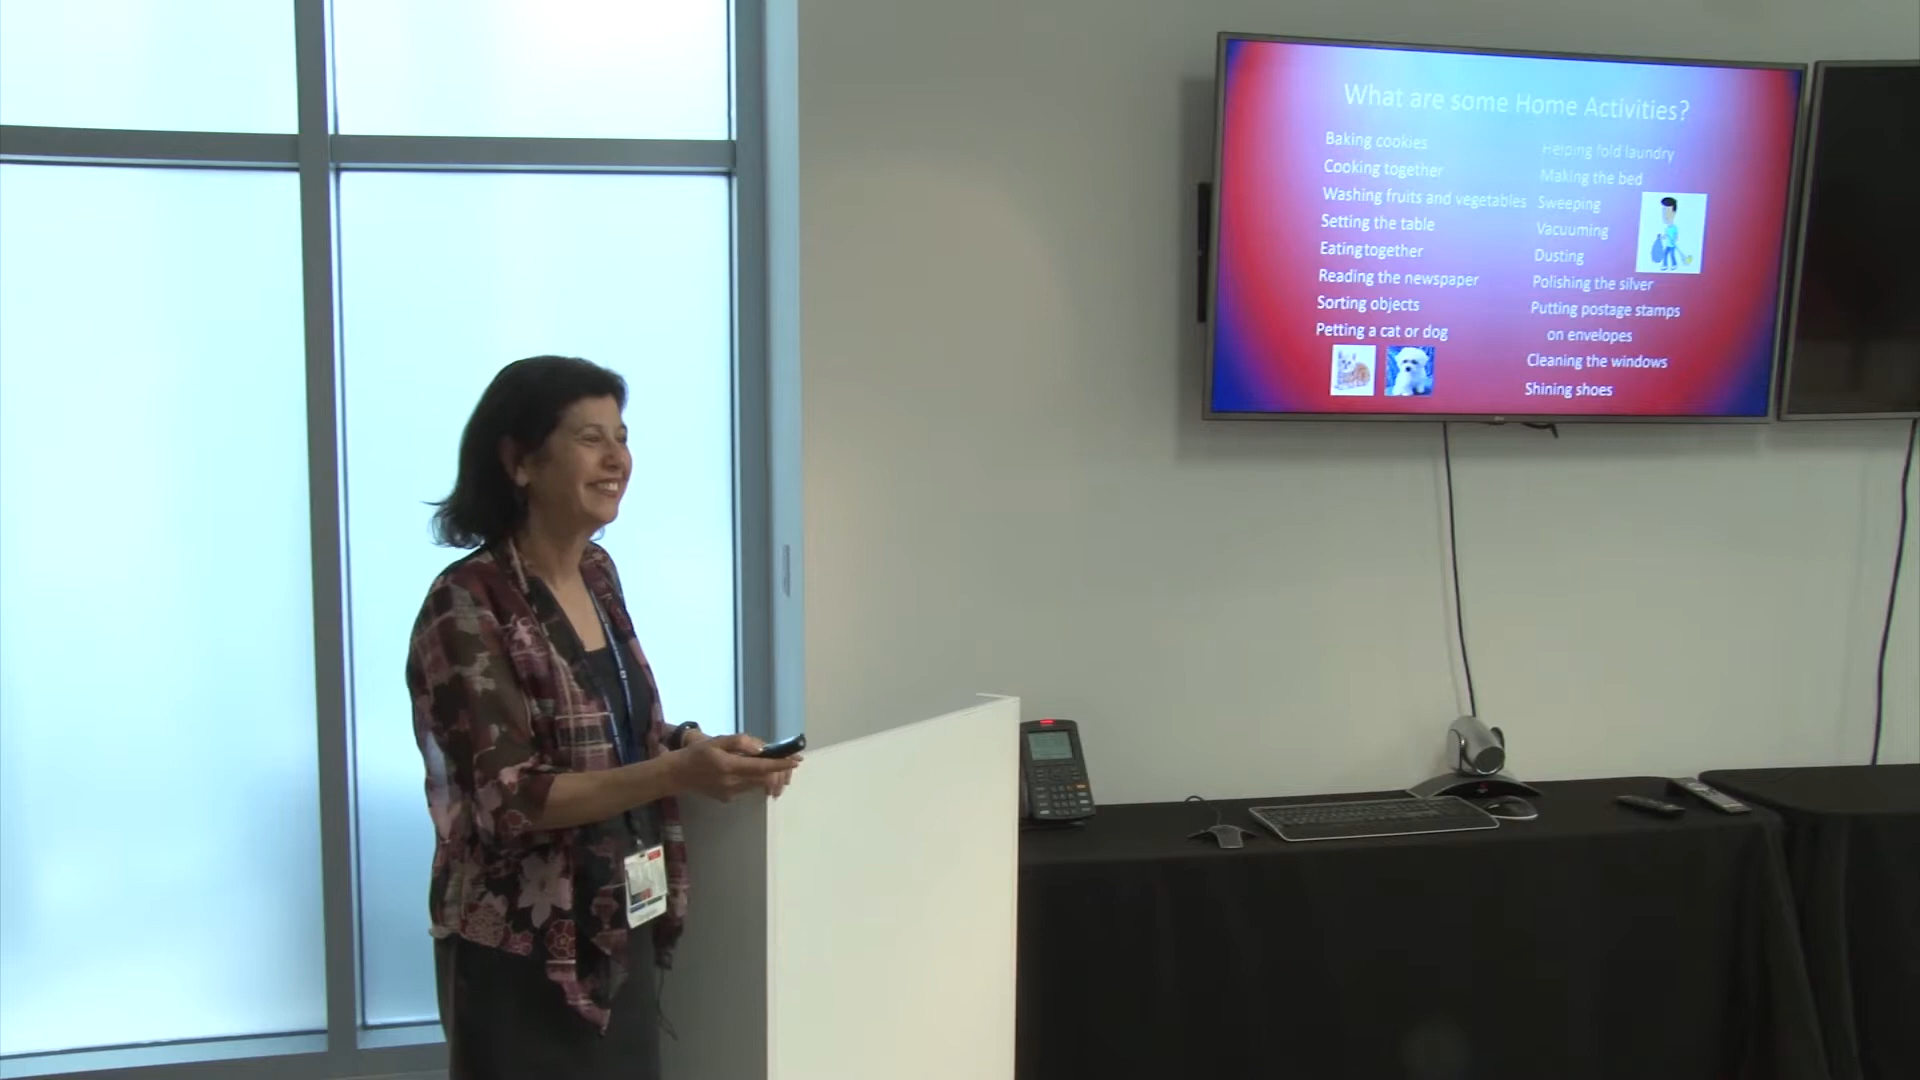 What are some Home Activities?
Baking cookies
Cooking together
Washing fruits and vegetables
Setting the table
Eating together
Reading the newspaper
Sorting objects
Petting a cat or dog
Helping fold laundry
Making the bed
Sweeping
Vacuuming
Dusting
Polishing the silver
Putting postage stamps
on envelopes
Cleaning the windows
Shining shoes